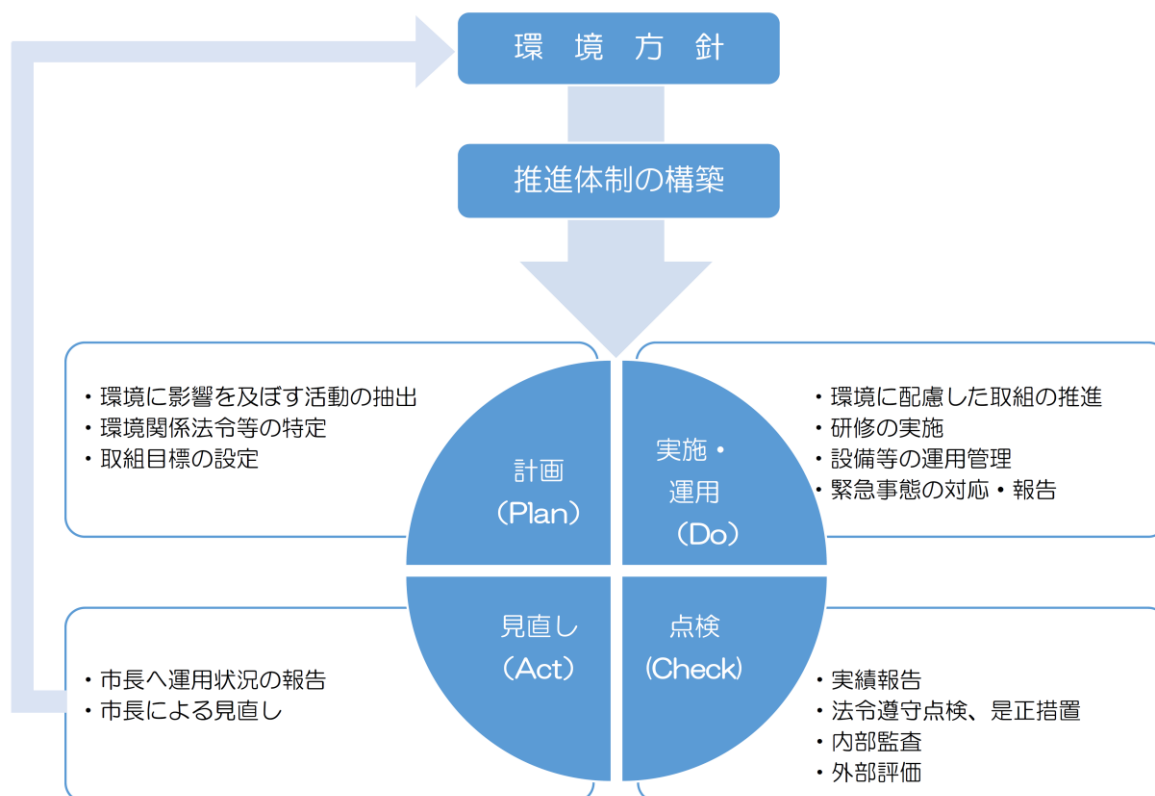 環 境 方 針
推進体制の構築
・環境に影響を及ぼす活動の抽出
・環境関係法令等の特定
・取組目標の設定
計画
（Plan）
実施・
運用
（Do）
・環境に配慮した取組の推進
・研修の実施
・設備等の運用管理
・緊急事態の対応・報告
・市長へ運用状況の報告
・市長による見直し
見直し
（Act）
点検
(Check)
・実績報告
・法令遵守点検、是正措置
・内部監査
・外部評価